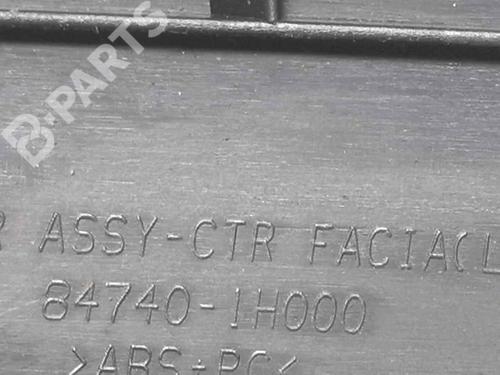 B-PARTS
R ASSY-CTR FACIA(L
84740-1H000
>ABS+PC<